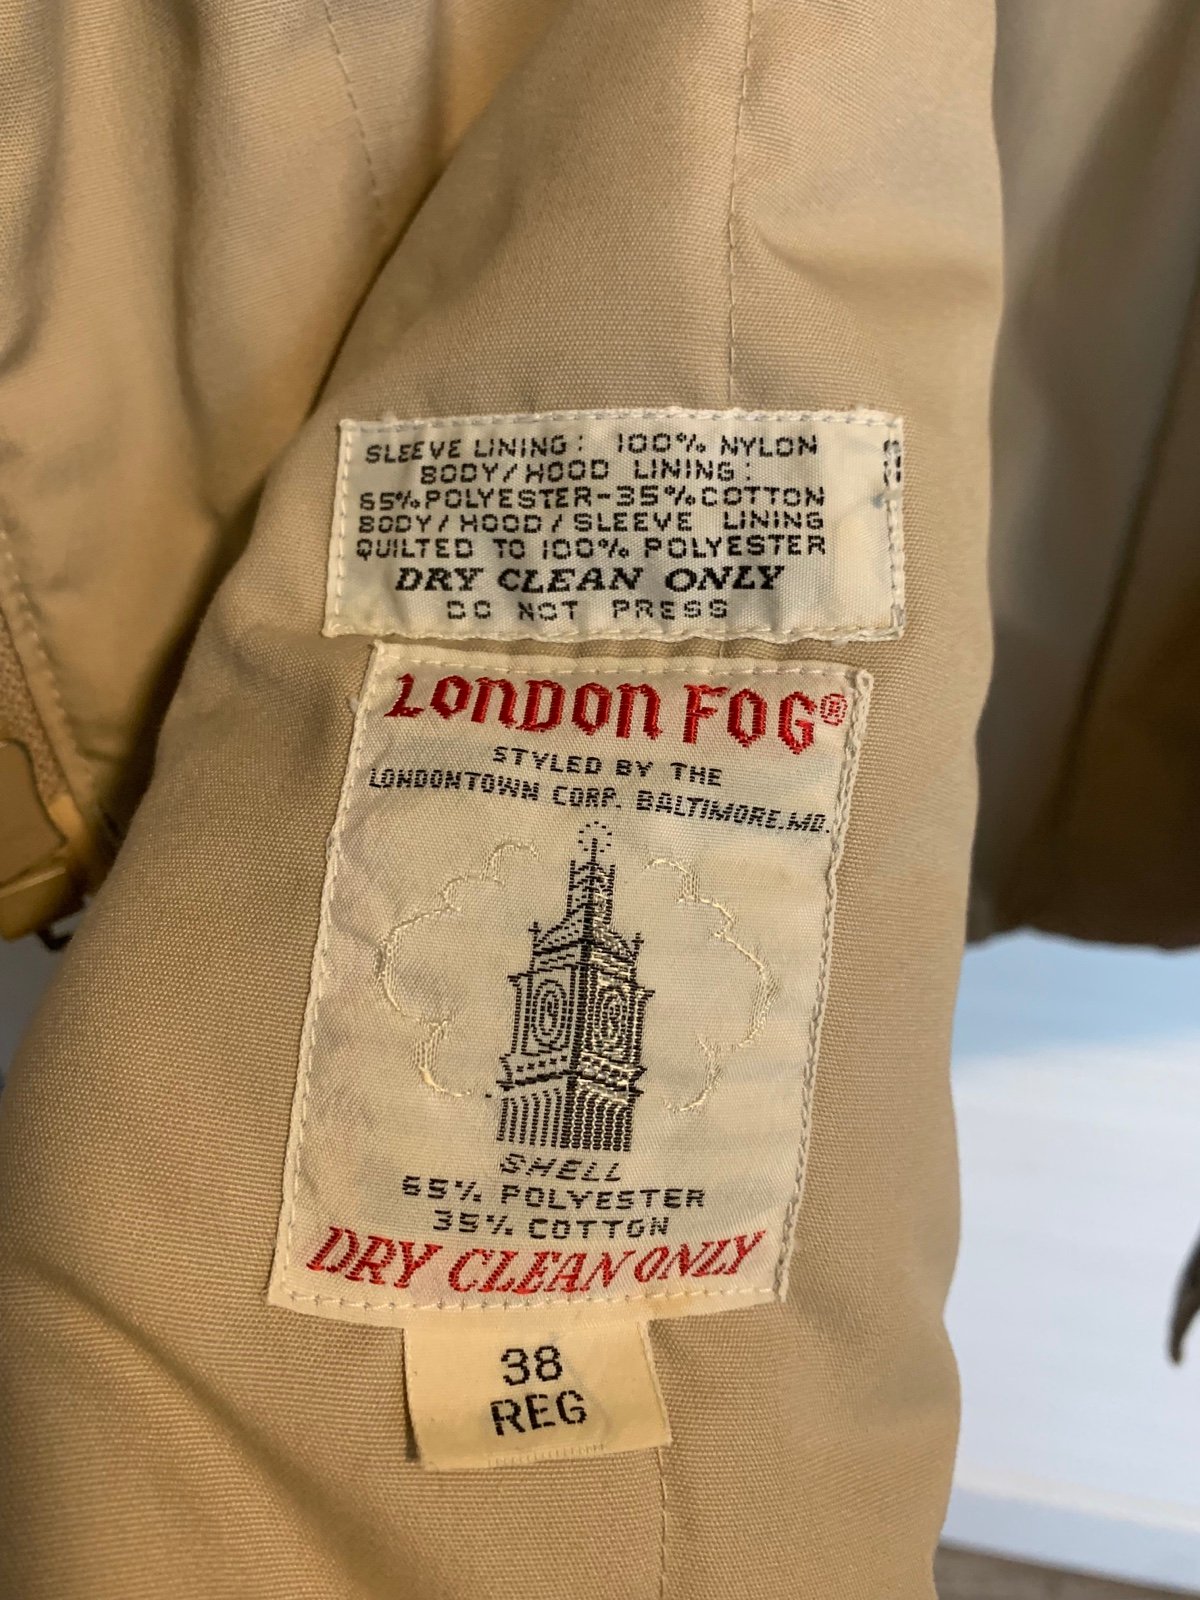 SLEEVE LINING: 100% NYLON
BODY/HOOD LINING:
65% POLYESTER-35% COTTON
BODY/HOOD/SLEEVE LINING
QUILTED TO 100% POLYESTER
DRY CLEAN ONLY
DO NOT PRESS
LONDON FOG®
STYLED BY THE
LONDONTOWN CORP. BALTIMORE, MD.
SHELL
65% POLYESTER
35% COTTON
DRY CLEAN ONLY
38
REG